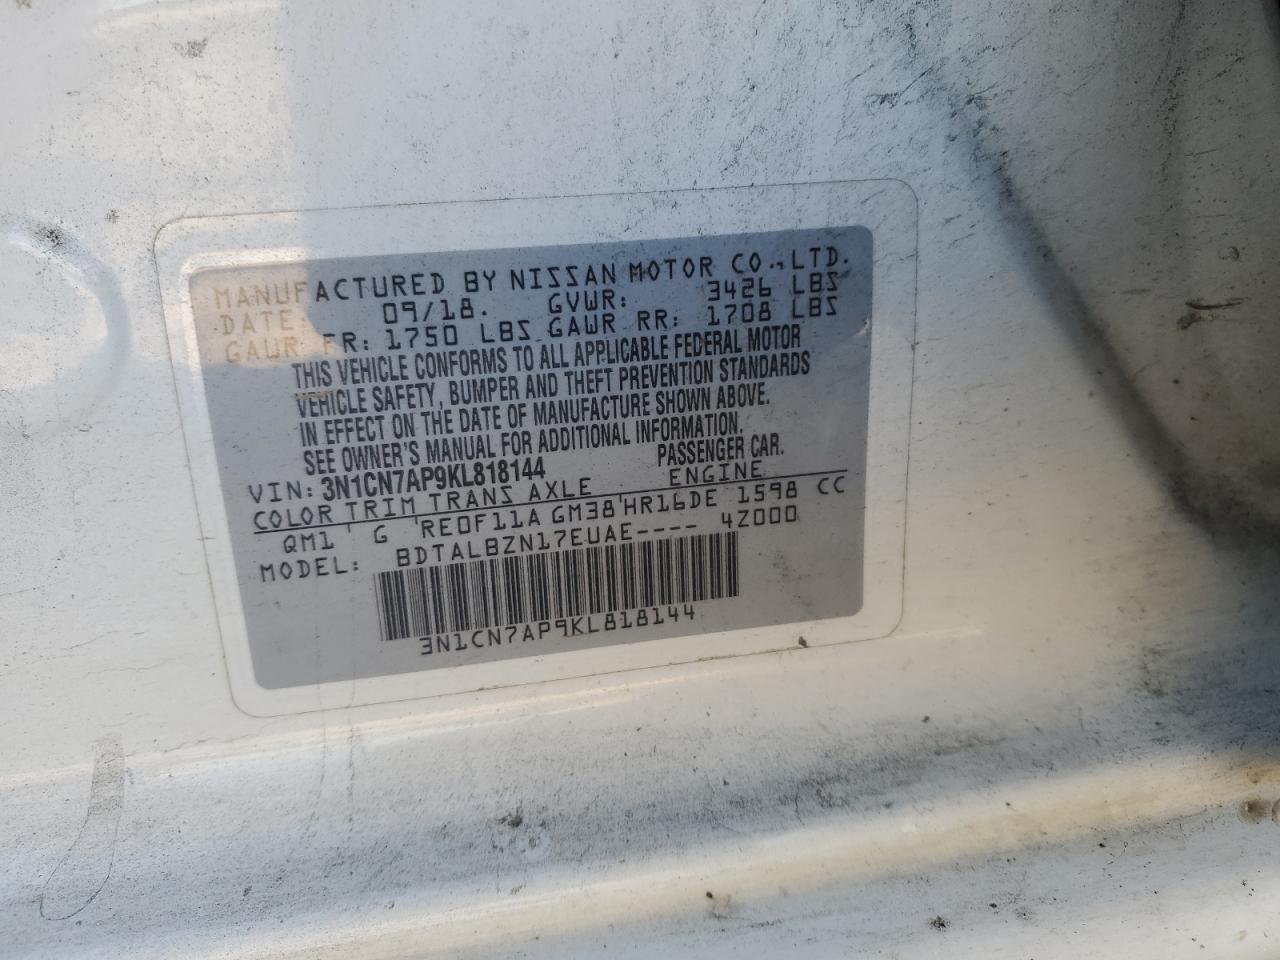 MANUFACTURED BY NISSAN MOTOR CO., LTD.
DATE: 09/18. GVWR: 3426 LBS
GAWR FR: 1750 LBS GAWR RR: 1708 LBS
THIS VEHICLE CONFORMS TO ALL APPLICABLE FEDERAL MOTOR
VEHICLE SAFETY, BUMPER AND THEFT PREVENTION STANDARDS
IN EFFECT ON THE DATE OF MANUFACTURE SHOWN ABOVE.
SEE OWNER'S MANUAL FOR ADDITIONAL INFORMATION.
VIN: 3N1CN7AP9KL818144 PASSENGER CAR.
COLOR TRIM TRANS AXLE ENGINE
QM1 G RE0F11A GM38 HR16DE 1598 CC
MODEL: BDTALBZN17EUAE---- 4Z000
3N1CN7AP9KL818144